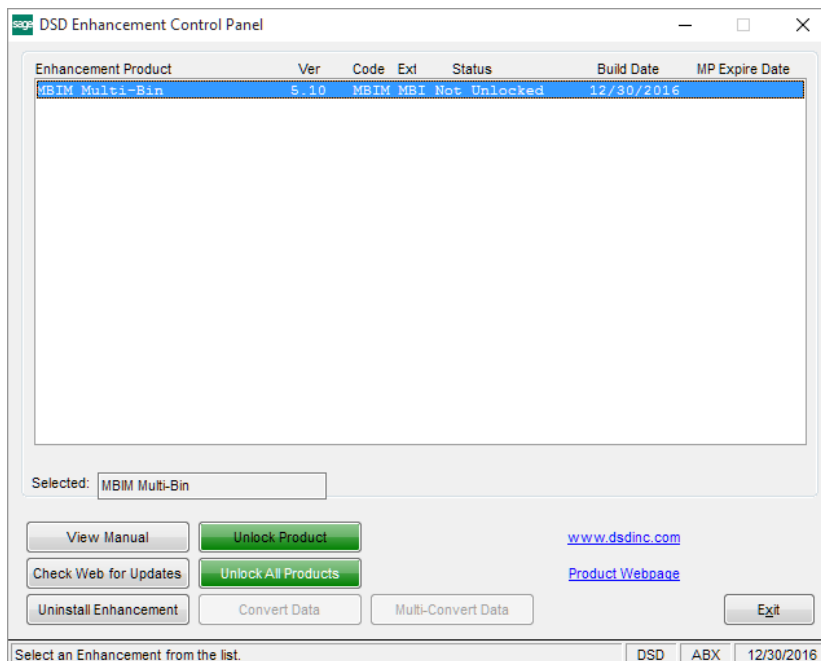 sage DSD Enhancement Control Panel
Enhancement Product Ver Code Ext Status Build Date MP Expire Date
MBIM Multi-Bin 5.10 MBIM MBI Not Unlocked 12/30/2016
Selected: MBIM Multi-Bin
View Manual Unlock Product www.dsdinc.com
Check Web for Updates Unlock All Products Product Webpage
Uninstall Enhancement Convert Data Multi-Convert Data Exit
Select an Enhancement from the list. DSD ABX 12/30/2016